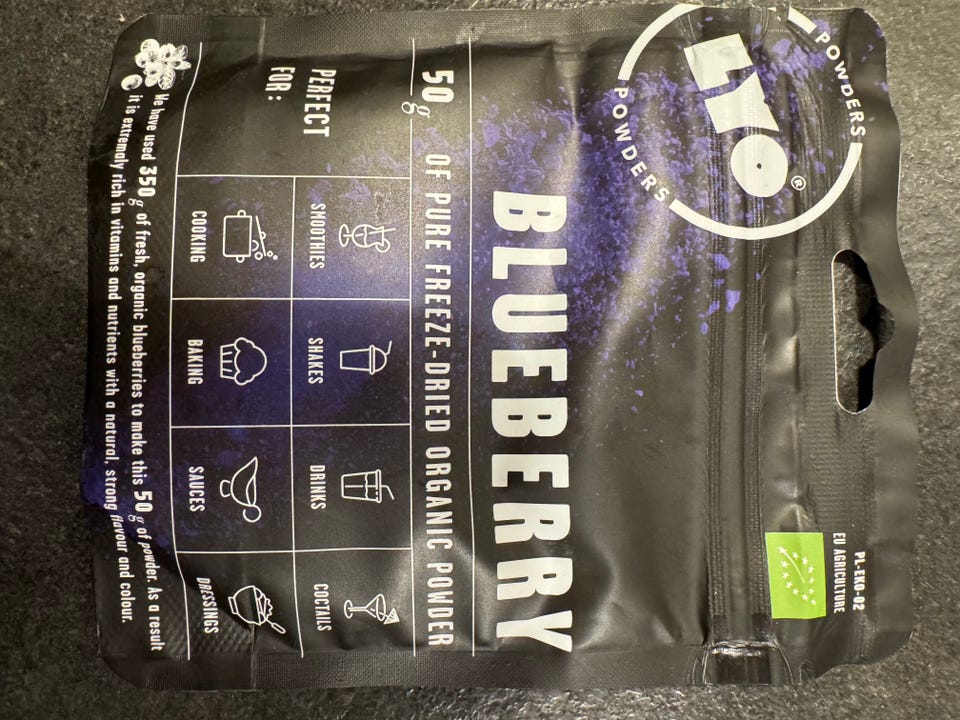 POWDERS
LYO®
POWDERS
PL-EKO-02
EU AGRICULTURE
BLUEBERRY
50g OF PURE FREEZE-DRIED ORGANIC POWDER
PERFECT
FOR:
SMOOTHIES
SHAKES
DRINKS
COCTAILS
COOKING
BAKING
SAUCES
DRESSINGS
We have used 350g of fresh, organic blueberries to make this 50g of powder. As a result
it is extremaly rich in vitamins and nutrients with a natural, strong flavour and colour.